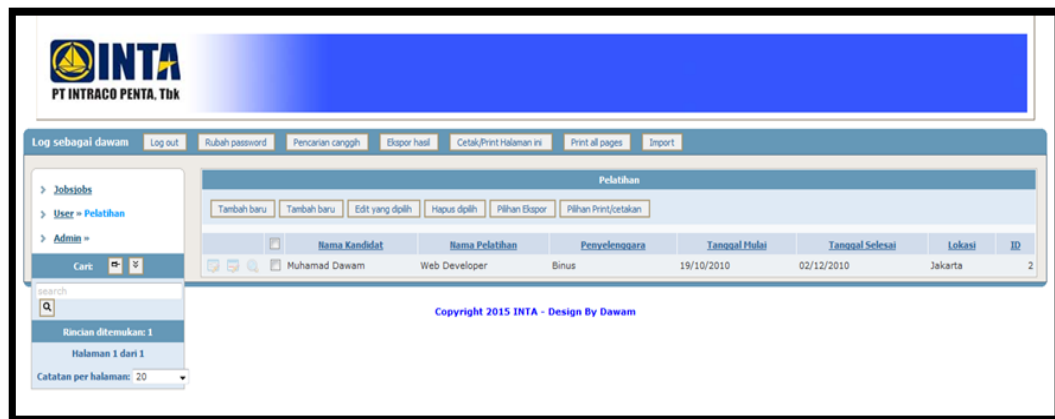 INTA
PT INTRACO PENTA, Tbk
Log sebagai dawam Log out Rubah password Pencarian canggih Ekspor hasil Cetak/Print Halaman ini Print all pages Import
Jobsjobs
User » Pelatihan
Admin »
Cari:
search
Rincian ditemukan: 1
Halaman 1 dari 1
Catatan per halaman: 20
Pelatihan
Tambah baru Tambah baru Edit yang dipilih Hapus dipilih Pilihan Ekspor Pilihan Print/cetakan
Nama Kandidat Nama Pelatihan Penyelenggara Tanggal Mulai Tanggal Selesai Lokasi ID
Muhamad Dawam Web Developer Binus 19/10/2010 02/12/2010 Jakarta 2
Copyright 2015 INTA - Design By Dawam